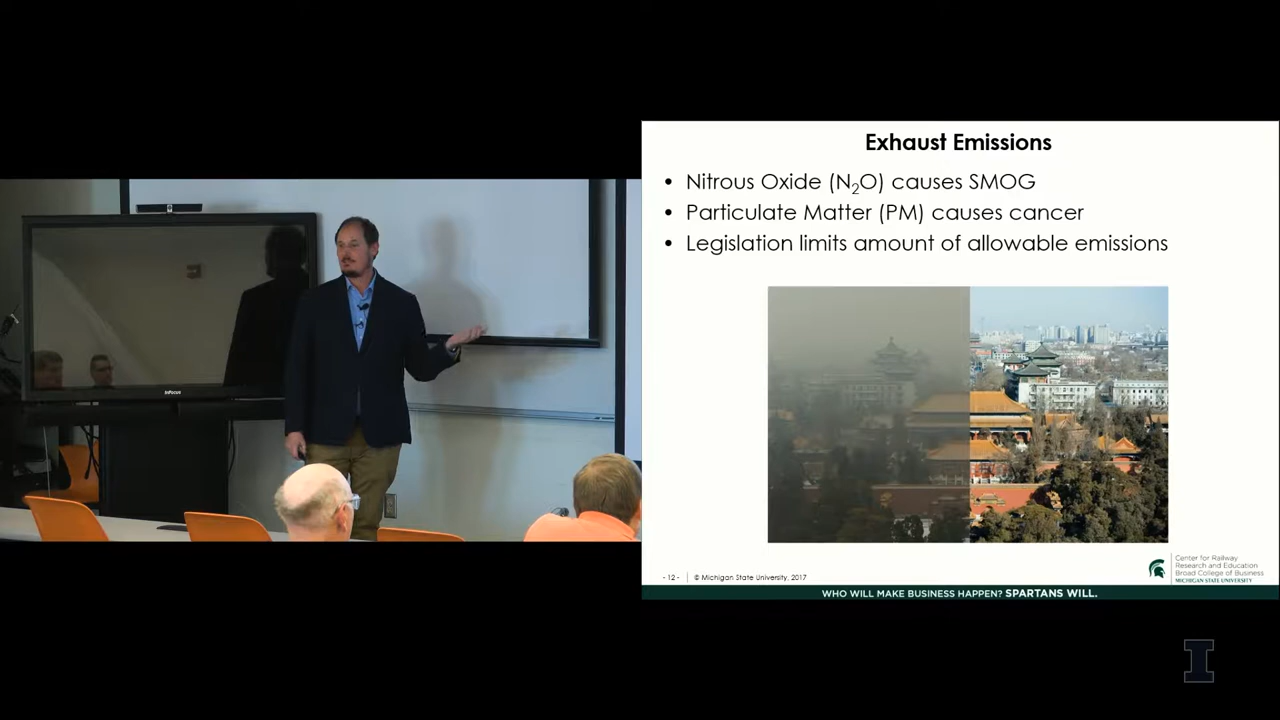 Exhaust Emissions
• Nitrous Oxide (N₂O) causes SMOG
• Particulate Matter (PM) causes cancer
• Legislation limits amount of allowable emissions
InFocus
- 12 -
© Michigan State University, 2017
Center for Railway
Research and Education
Broad College of Business
MICHIGAN STATE UNIVERSITY
WHO WILL MAKE BUSINESS HAPPEN? SPARTANS WILL.
I